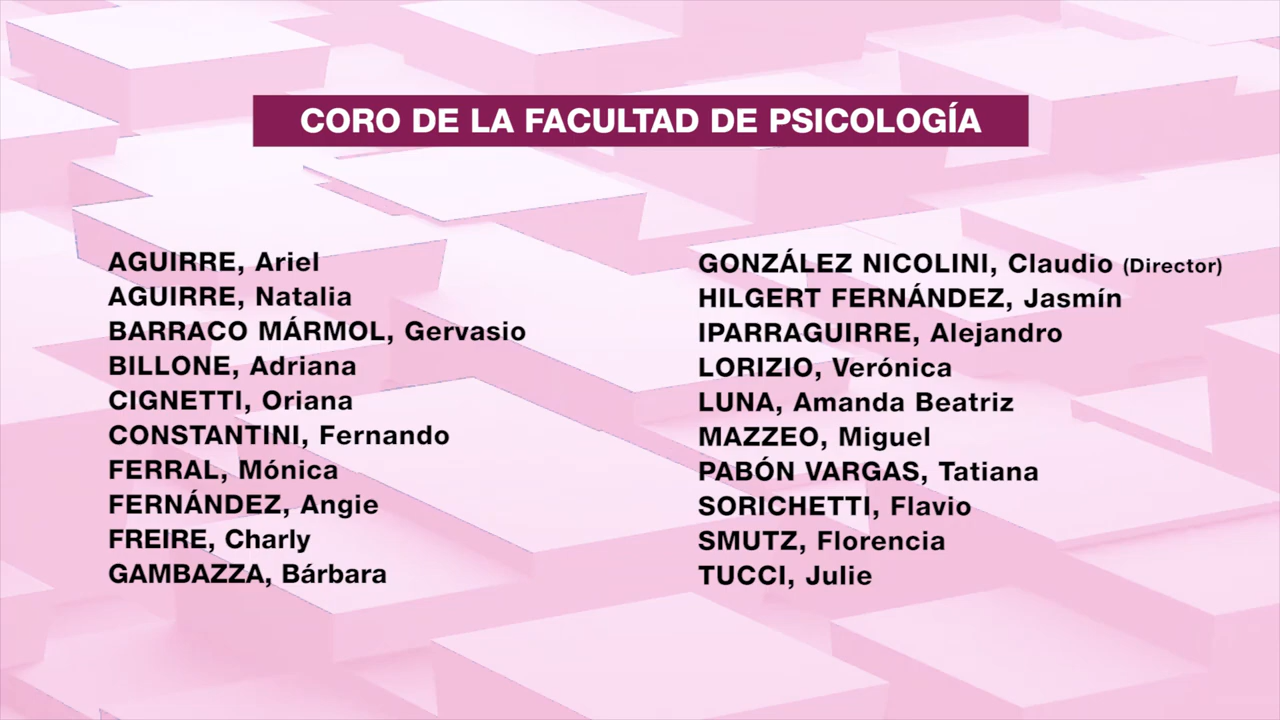 CORO DE LA FACULTAD DE PSICOLOGÍA
AGUIRRE, Ariel
AGUIRRE, Natalia
BARRACO MÁRMOL, Gervasio
BILLONE, Adriana
CIGNETTI, Oriana
CONSTANTINI, Fernando
FERRAL, Mónica
FERNÁNDEZ, Angie
FREIRE, Charly
GAMBAZZA, Bárbara
GONZÁLEZ NICOLINI, Claudio (Director)
HILGERT FERNÁNDEZ, Jasmín
IPARRAGUIRRE, Alejandro
LORIZIO, Verónica
LUNA, Amanda Beatriz
MAZZEO, Miguel
PABÓN VARGAS, Tatiana
SORICHETTI, Flavio
SMUTZ, Florencia
TUCCI, Julie